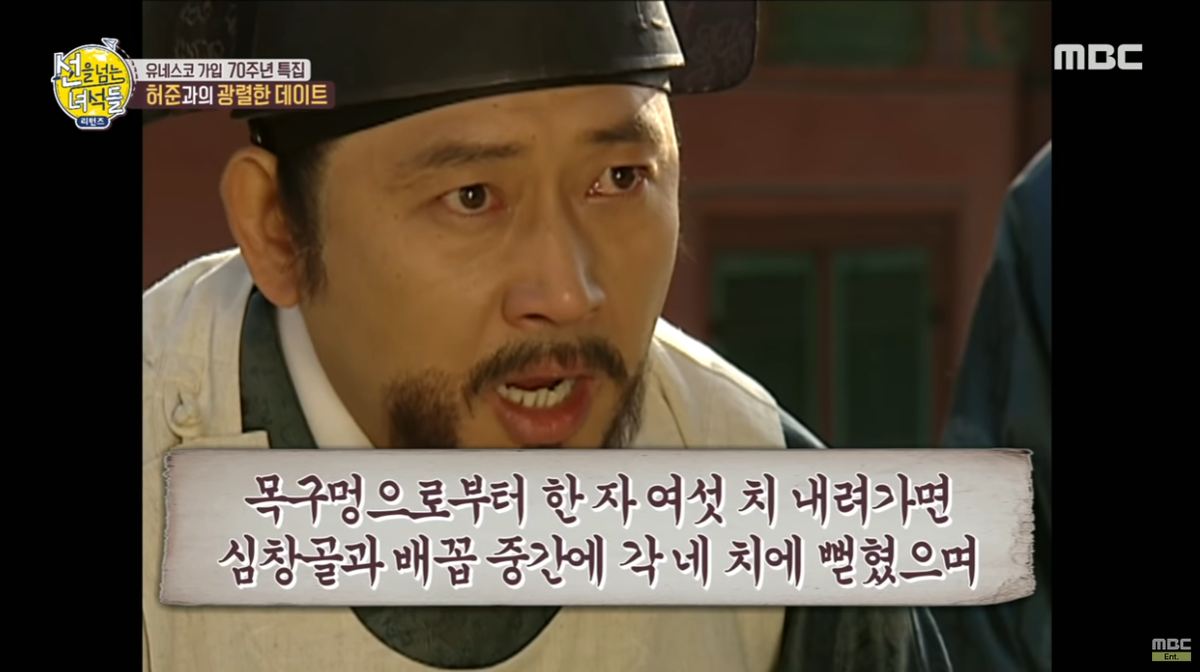 선을 넘는
녀석들
리턴즈
유네스코 가입 70주년 특집
허준과의 광렬한 데이트
MBC
목구멍으로부터 한 자 여섯 치 내려가면
심창골과 배꼽 중간에 각 네 치에 뻗혔으며
MBC
Ent.